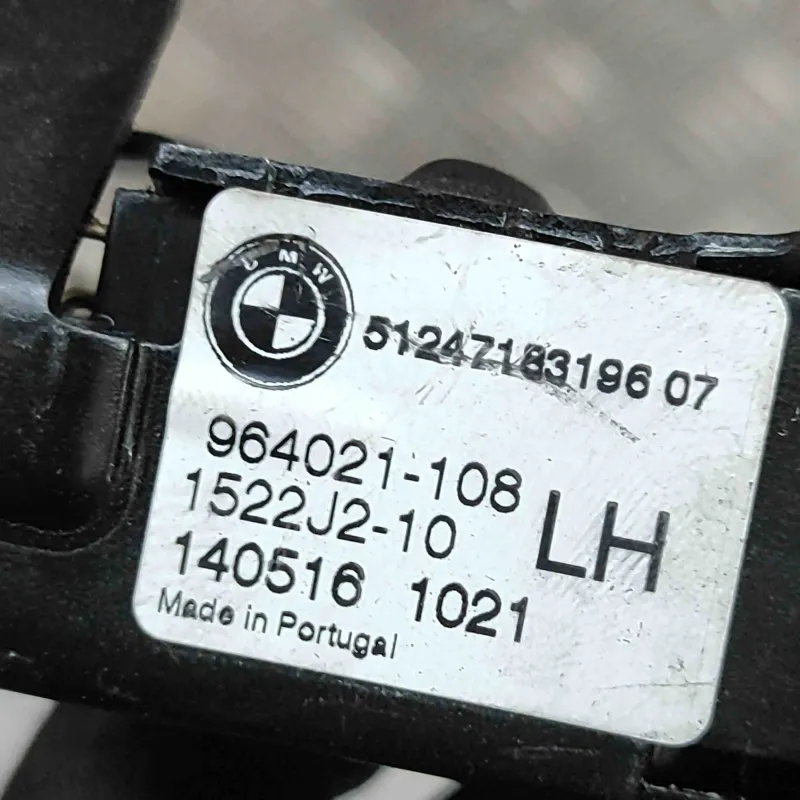 BMW
51247183196 07
964021-108
1522J2-10
LH
140516 1021
Made in Portugal